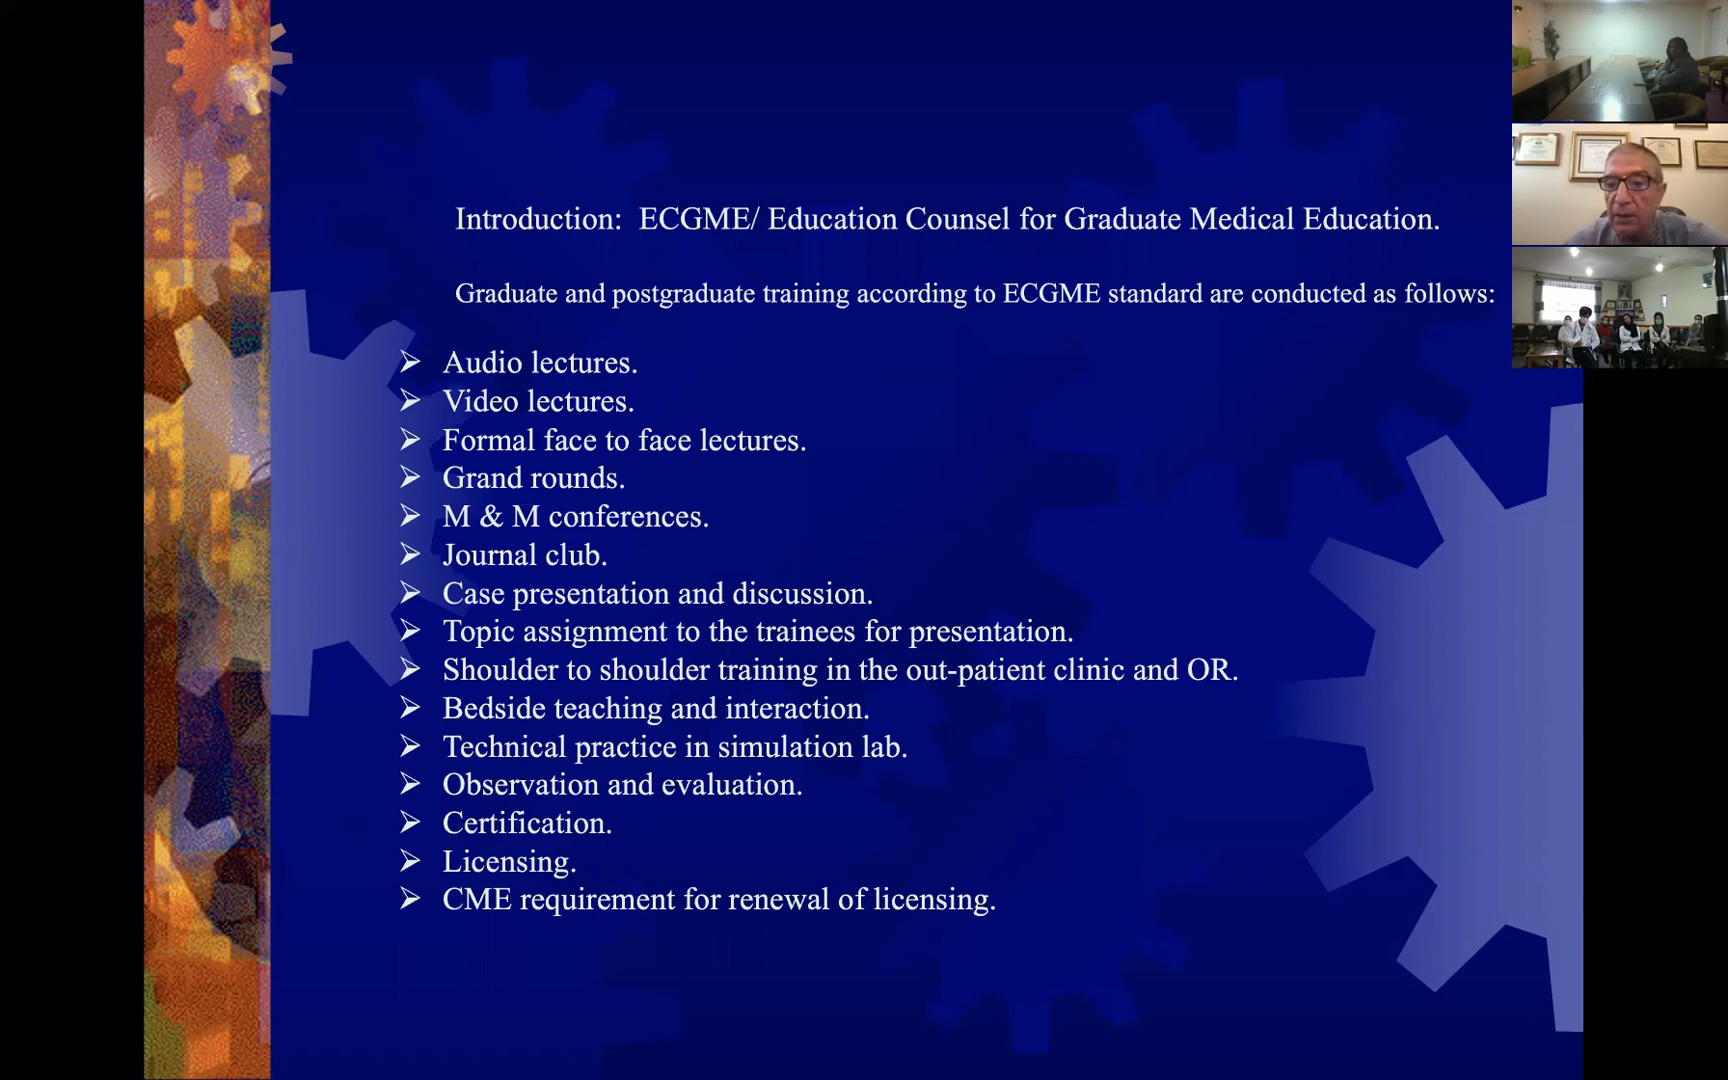 Introduction: ECGME/ Education Counsel for Graduate Medical Education.
Graduate and postgraduate training according to ECGME standard are conducted as follows:
➢ Audio lectures.
➢ Video lectures.
➢ Formal face to face lectures.
➢ Grand rounds.
➢ M & M conferences.
➢ Journal club.
➢ Case presentation and discussion.
➢ Topic assignment to the trainees for presentation.
➢ Shoulder to shoulder training in the out-patient clinic and OR.
➢ Bedside teaching and interaction.
➢ Technical practice in simulation lab.
➢ Observation and evaluation.
➢ Certification.
➢ Licensing.
➢ CME requirement for renewal of licensing.